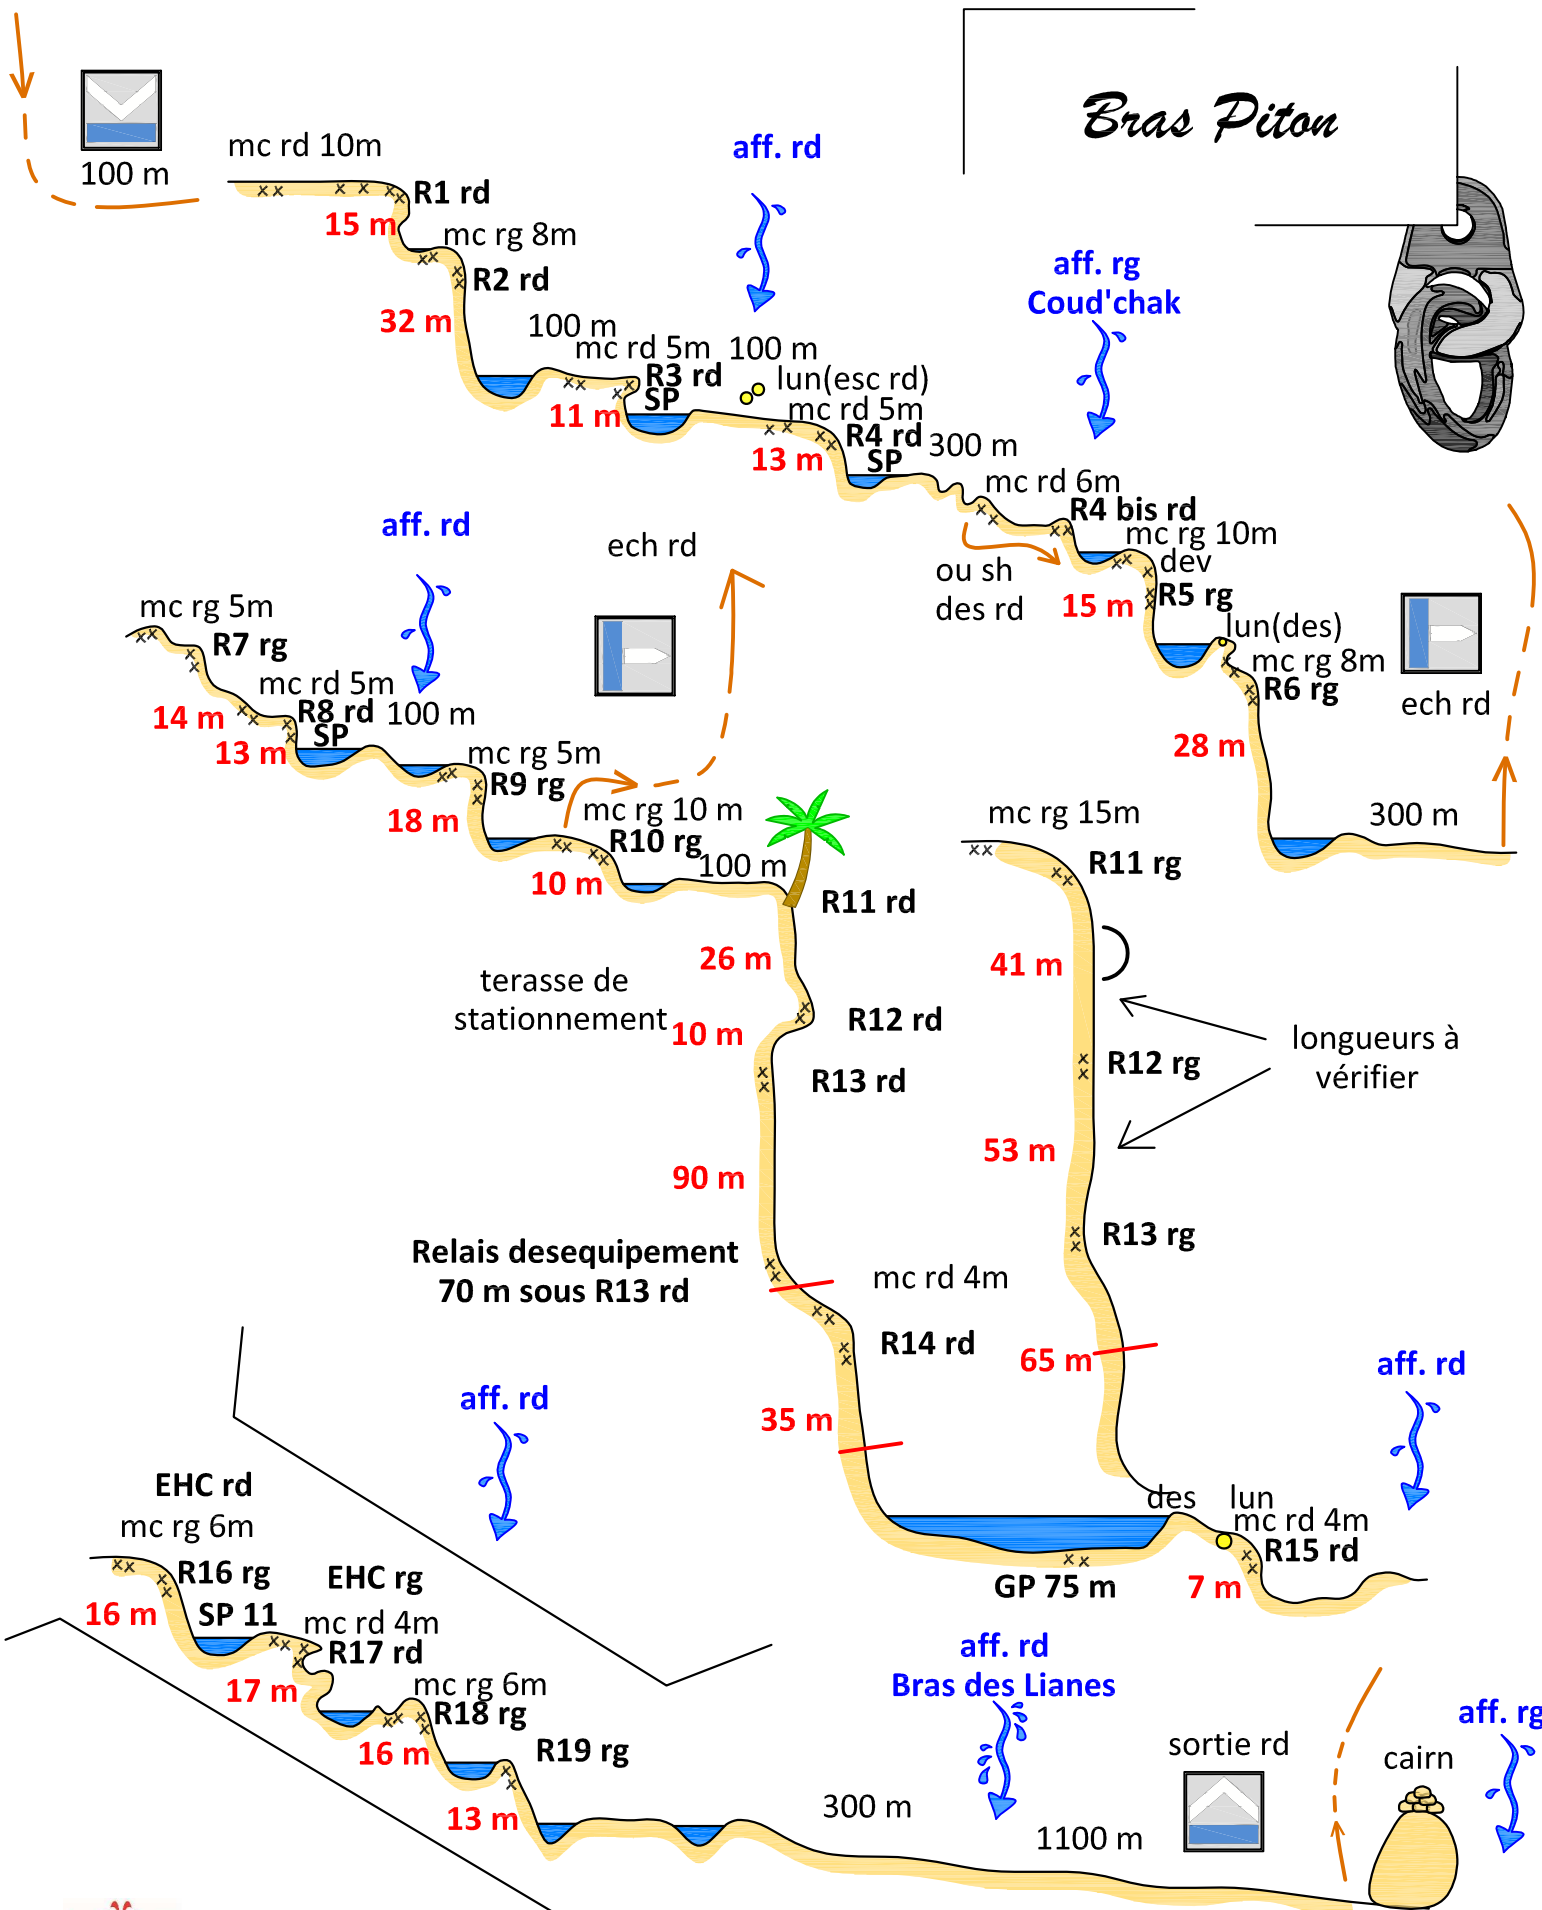 Bras Piton
100 m
mc rd 10m
R1 rd
15 m
mc rg 8m
R2 rd
32 m
aff. rd
100 m
mc rd 5m
R3 rd
SP
11 m
100 m
lun(esc rd)
mc rd 5m
R4 rd
SP
13 m
300 m
aff. rg
Coud'chak
mc rd 6m
R4 bis rd
ou sh
des rd
mc rg 10m
dev
R5 rg
15 m
lun(des)
mc rg 8m
R6 rg
28 m
ech rd
300 m
aff. rd
ech rd
mc rg 5m
R7 rg
14 m
mc rd 5m
R8 rd
SP
13 m
100 m
mc rg 5m
R9 rg
18 m
mc rg 10 m
R10 rg
10 m
100 m
R11 rd
26 m
terasse de
stationnement
10 m
R12 rd
R13 rd
90 m
Relais desequipement
70 m sous R13 rd
mc rd 4m
R14 rd
35 m
mc rg 15m
R11 rg
41 m
longueurs à
vérifier
R12 rg
53 m
R13 rg
65 m
aff. rd
des
lun
mc rd 4m
R15 rd
GP 75 m
7 m
aff. rd
EHC rd
mc rg 6m
R16 rg
16 m
SP 11
EHC rg
mc rd 4m
R17 rd
17 m
mc rg 6m
R18 rg
16 m
R19 rg
13 m
300 m
aff. rd
Bras des Lianes
1100 m
sortie rd
cairn
aff. rg